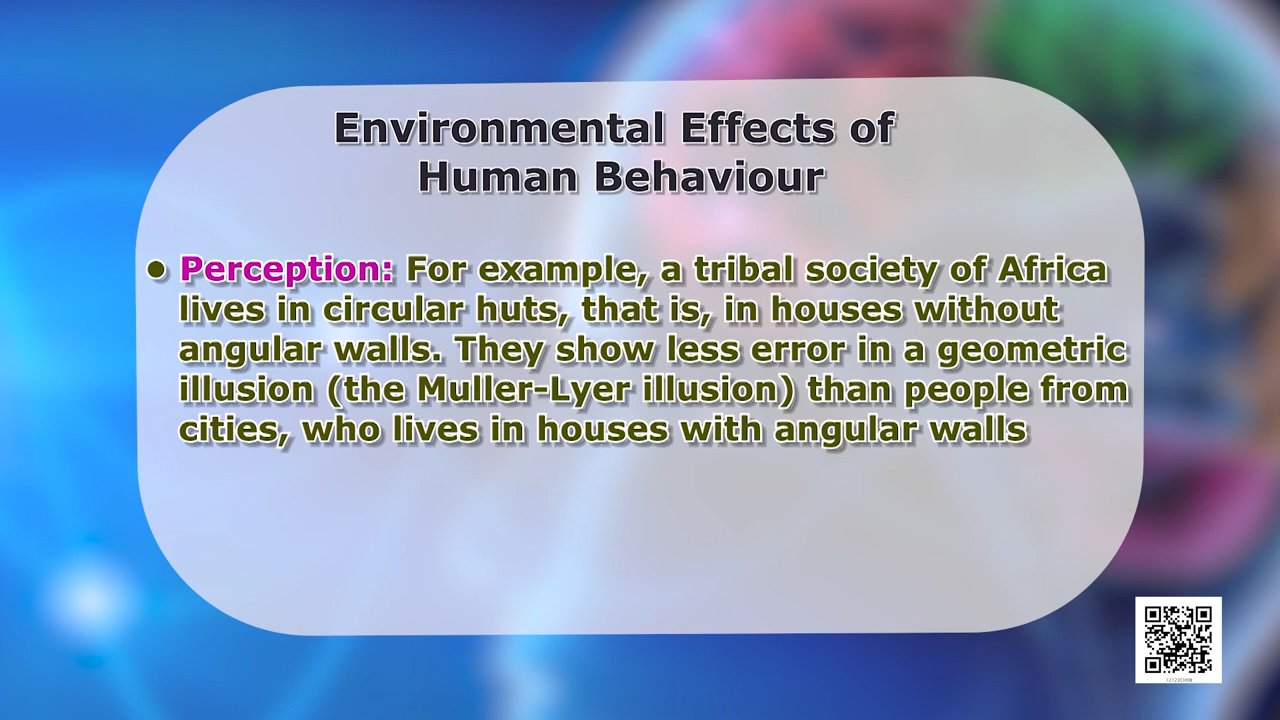 Environmental Effects of
Human Behaviour
• Perception: For example, a tribal society of Africa
lives in circular huts, that is, in houses without
angular walls. They show less error in a geometric
illusion (the Muller-Lyer illusion) than people from
cities, who lives in houses with angular walls
12123CH08